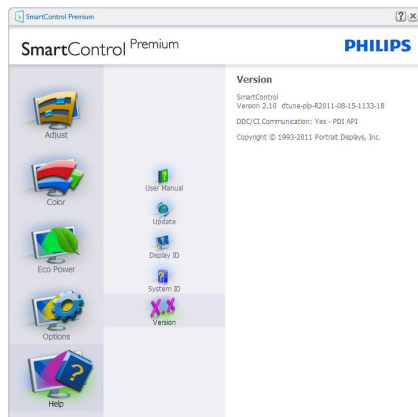 SmartControl Premium
? x
SmartControl Premium
PHILIPS
Adjust
Color
Eco Power
Options
?
Help
?
User Manual
Update
Display ID
?
System ID
X.X
Version
Version
SmartControl
Version 2.10 dtune-plp-R2011-08-15-1133-18
DDC/CI Communication: Yes - PDI API
Copyright © 1993-2011 Portrait Displays, Inc.